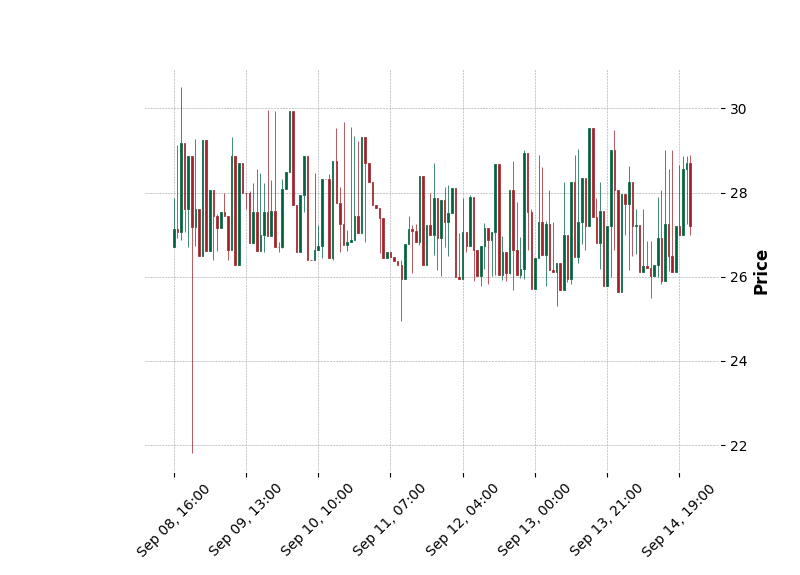 30
28
26
24
22
Price
Sep 08, 16:00
Sep 09, 13:00
Sep 10, 10:00
Sep 11, 07:00
Sep 12, 04:00
Sep 13, 00:00
Sep 13, 21:00
Sep 14, 19:00